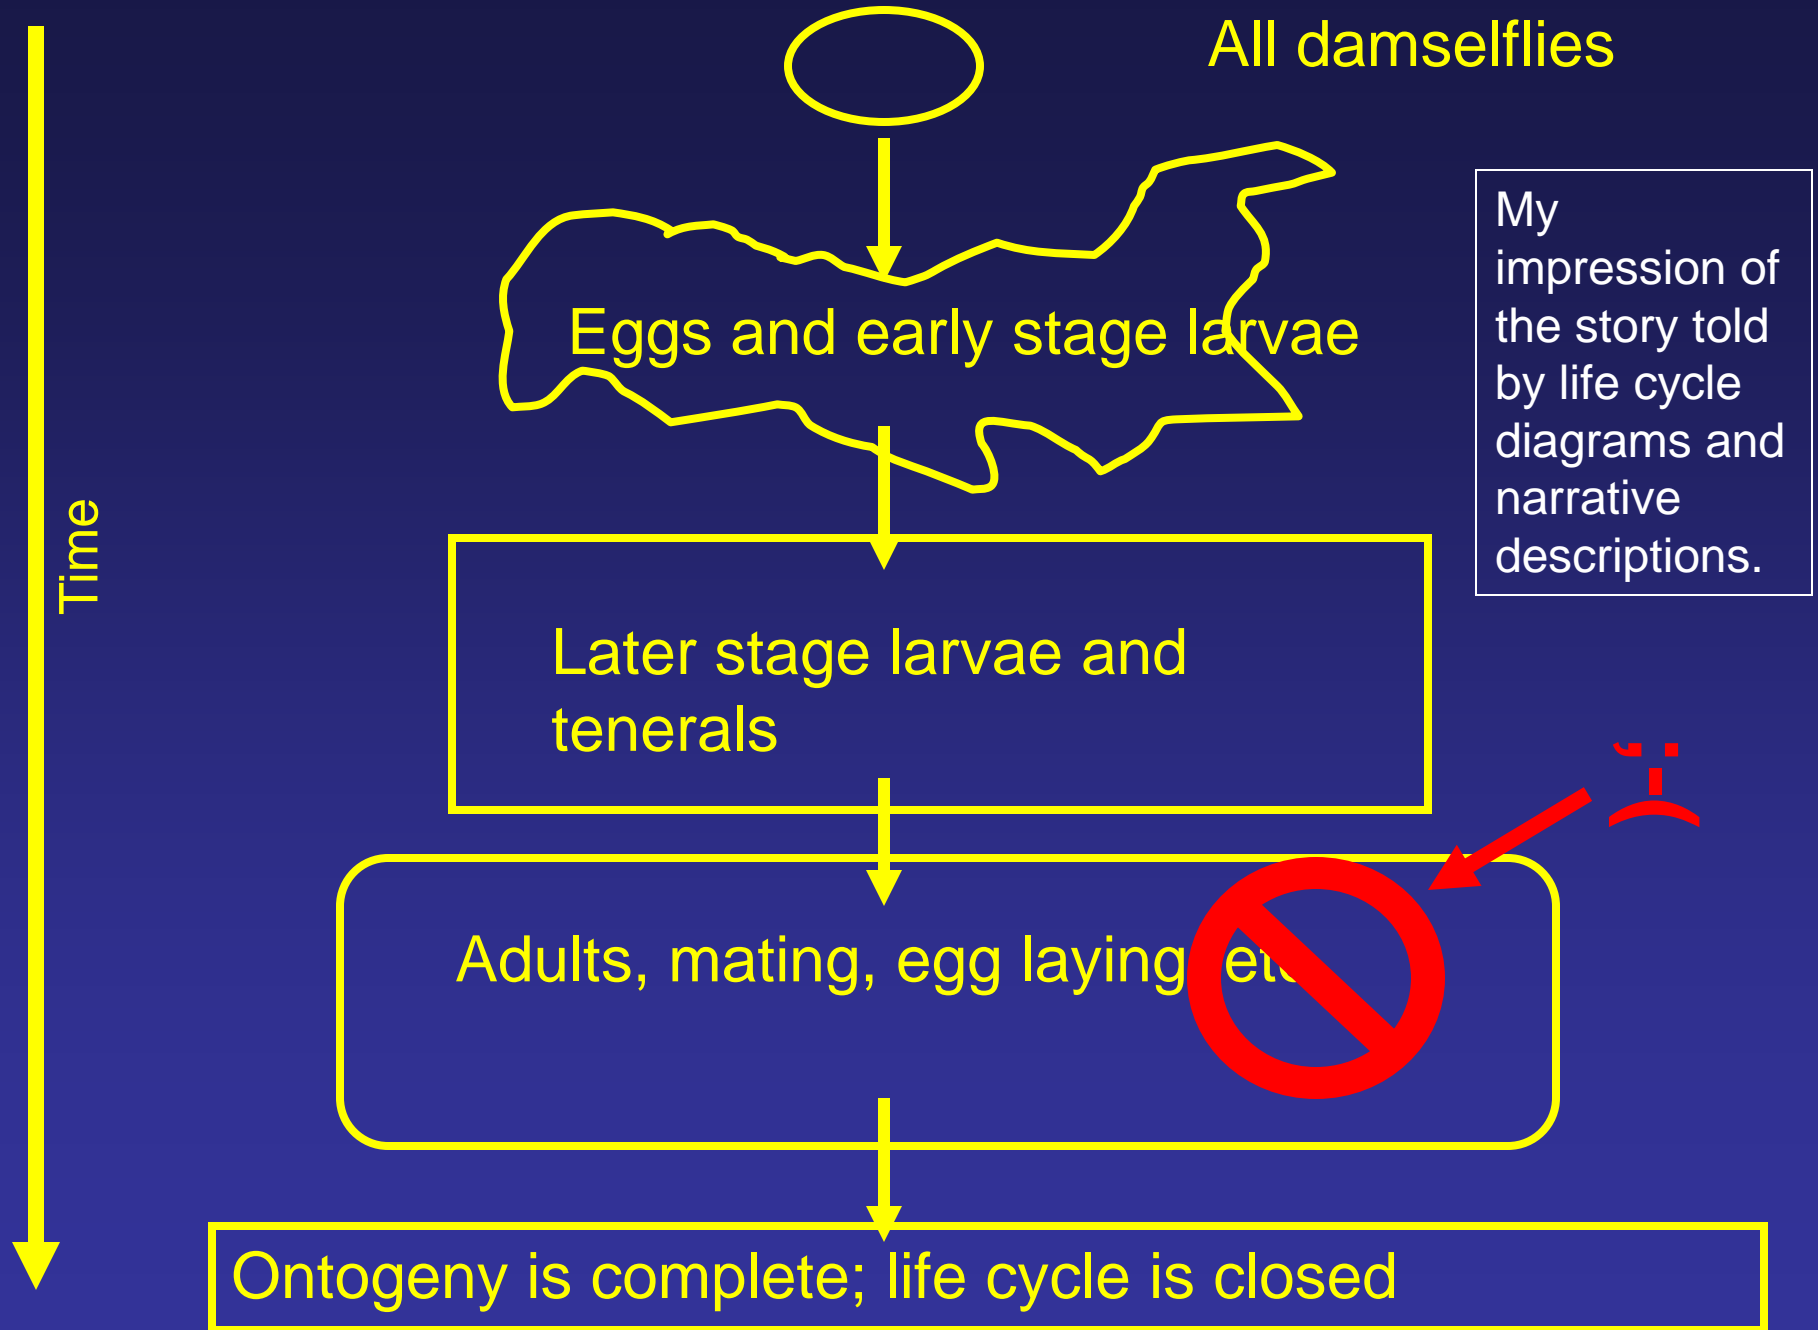 All damselflies
My
impression of
the story told
by life cycle
diagrams and
narrative
descriptions.
Eggs and early stage larvae
Time
Later stage larvae and
tenerals
Adults, mating, egg laying etc
Ontogeny is complete; life cycle is closed